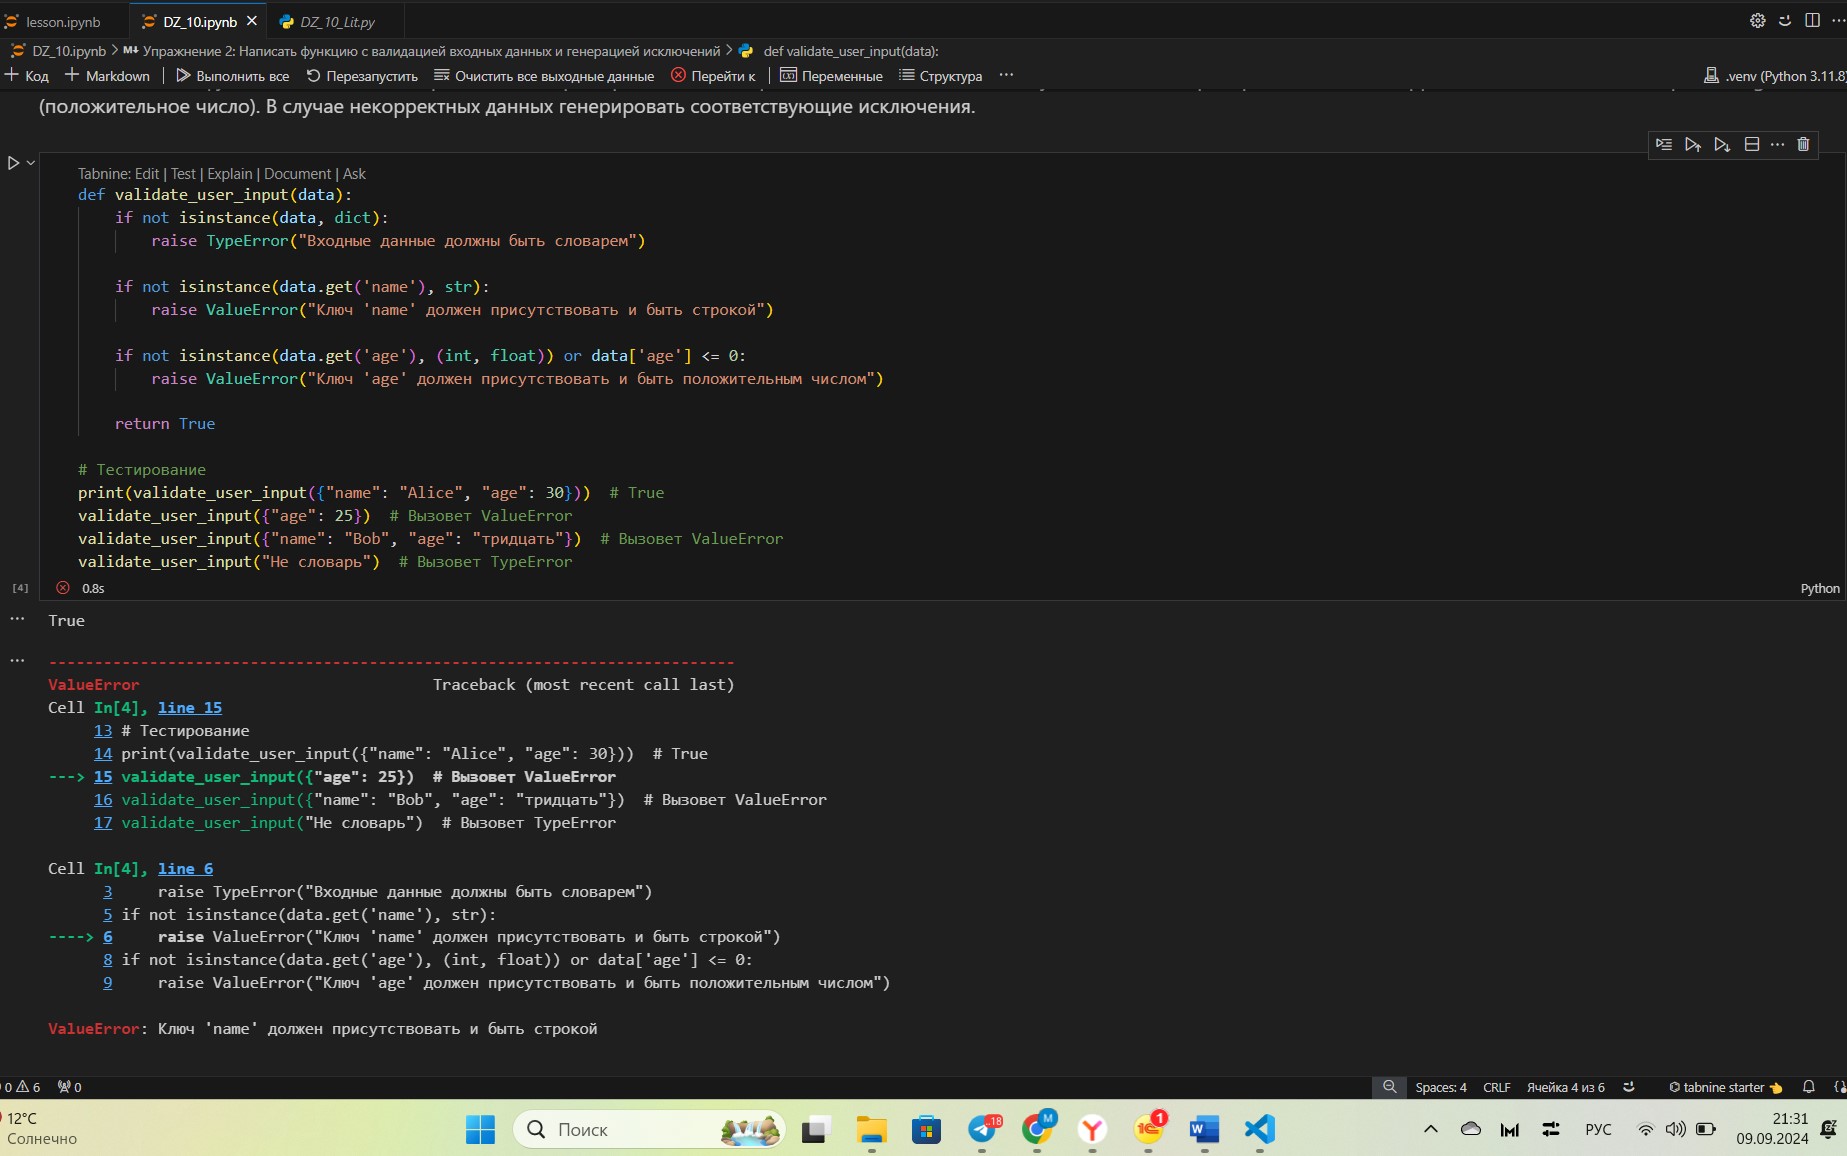 lesson.ipynb
DZ_10.ipynb
DZ_10_Lit.py
DZ_10.ipynb > M↓ Упражнение 2: Написать функцию с валидацией входных данных и генерацией исключений > def validate_user_input(data):
+ Код + Markdown | Выполнить все Перезапустить Очистить все выходные данные Перейти к | Переменные Структура ···
.venv (Python 3.11.8)
(положительное число). В случае некорректных данных генерировать соответствующие исключения.
Tabnine: Edit | Test | Explain | Document | Ask
def validate_user_input(data):
if not isinstance(data, dict):
raise TypeError("Входные данные должны быть словарем")
if not isinstance(data.get('name'), str):
raise ValueError("Ключ 'name' должен присутствовать и быть строкой")
if not isinstance(data.get('age'), (int, float)) or data['age'] <= 0:
raise ValueError("Ключ 'age' должен присутствовать и быть положительным числом")
return True
# Тестирование
print(validate_user_input({"name": "Alice", "age": 30})) # True
validate_user_input({"age": 25}) # Вызовет ValueError
validate_user_input({"name": "Bob", "age": "тридцать"}) # Вызовет ValueError
validate_user_input("Не словарь") # Вызовет TypeError
[4] 0.8s
Python
True
---------------------------------------------------------------------------
ValueError Traceback (most recent call last)
Cell In[4], line 15
13 # Тестирование
14 print(validate_user_input({"name": "Alice", "age": 30})) # True
---> 15 validate_user_input({"age": 25}) # Вызовет ValueError
16 validate_user_input({"name": "Bob", "age": "тридцать"}) # Вызовет ValueError
17 validate_user_input("Не словарь") # Вызовет TypeError
Cell In[4], line 6
3 raise TypeError("Входные данные должны быть словарем")
5 if not isinstance(data.get('name'), str):
----> 6 raise ValueError("Ключ 'name' должен присутствовать и быть строкой")
8 if not isinstance(data.get('age'), (int, float)) or data['age'] <= 0:
9 raise ValueError("Ключ 'age' должен присутствовать и быть положительным числом")
ValueError: Ключ 'name' должен присутствовать и быть строкой
0 6 0
Spaces: 4 CRLF Ячейка 4 из 6 tabnine starter
12°C
Солнечно
Поиск
18
M
1
РУС
21:31
09.09.2024